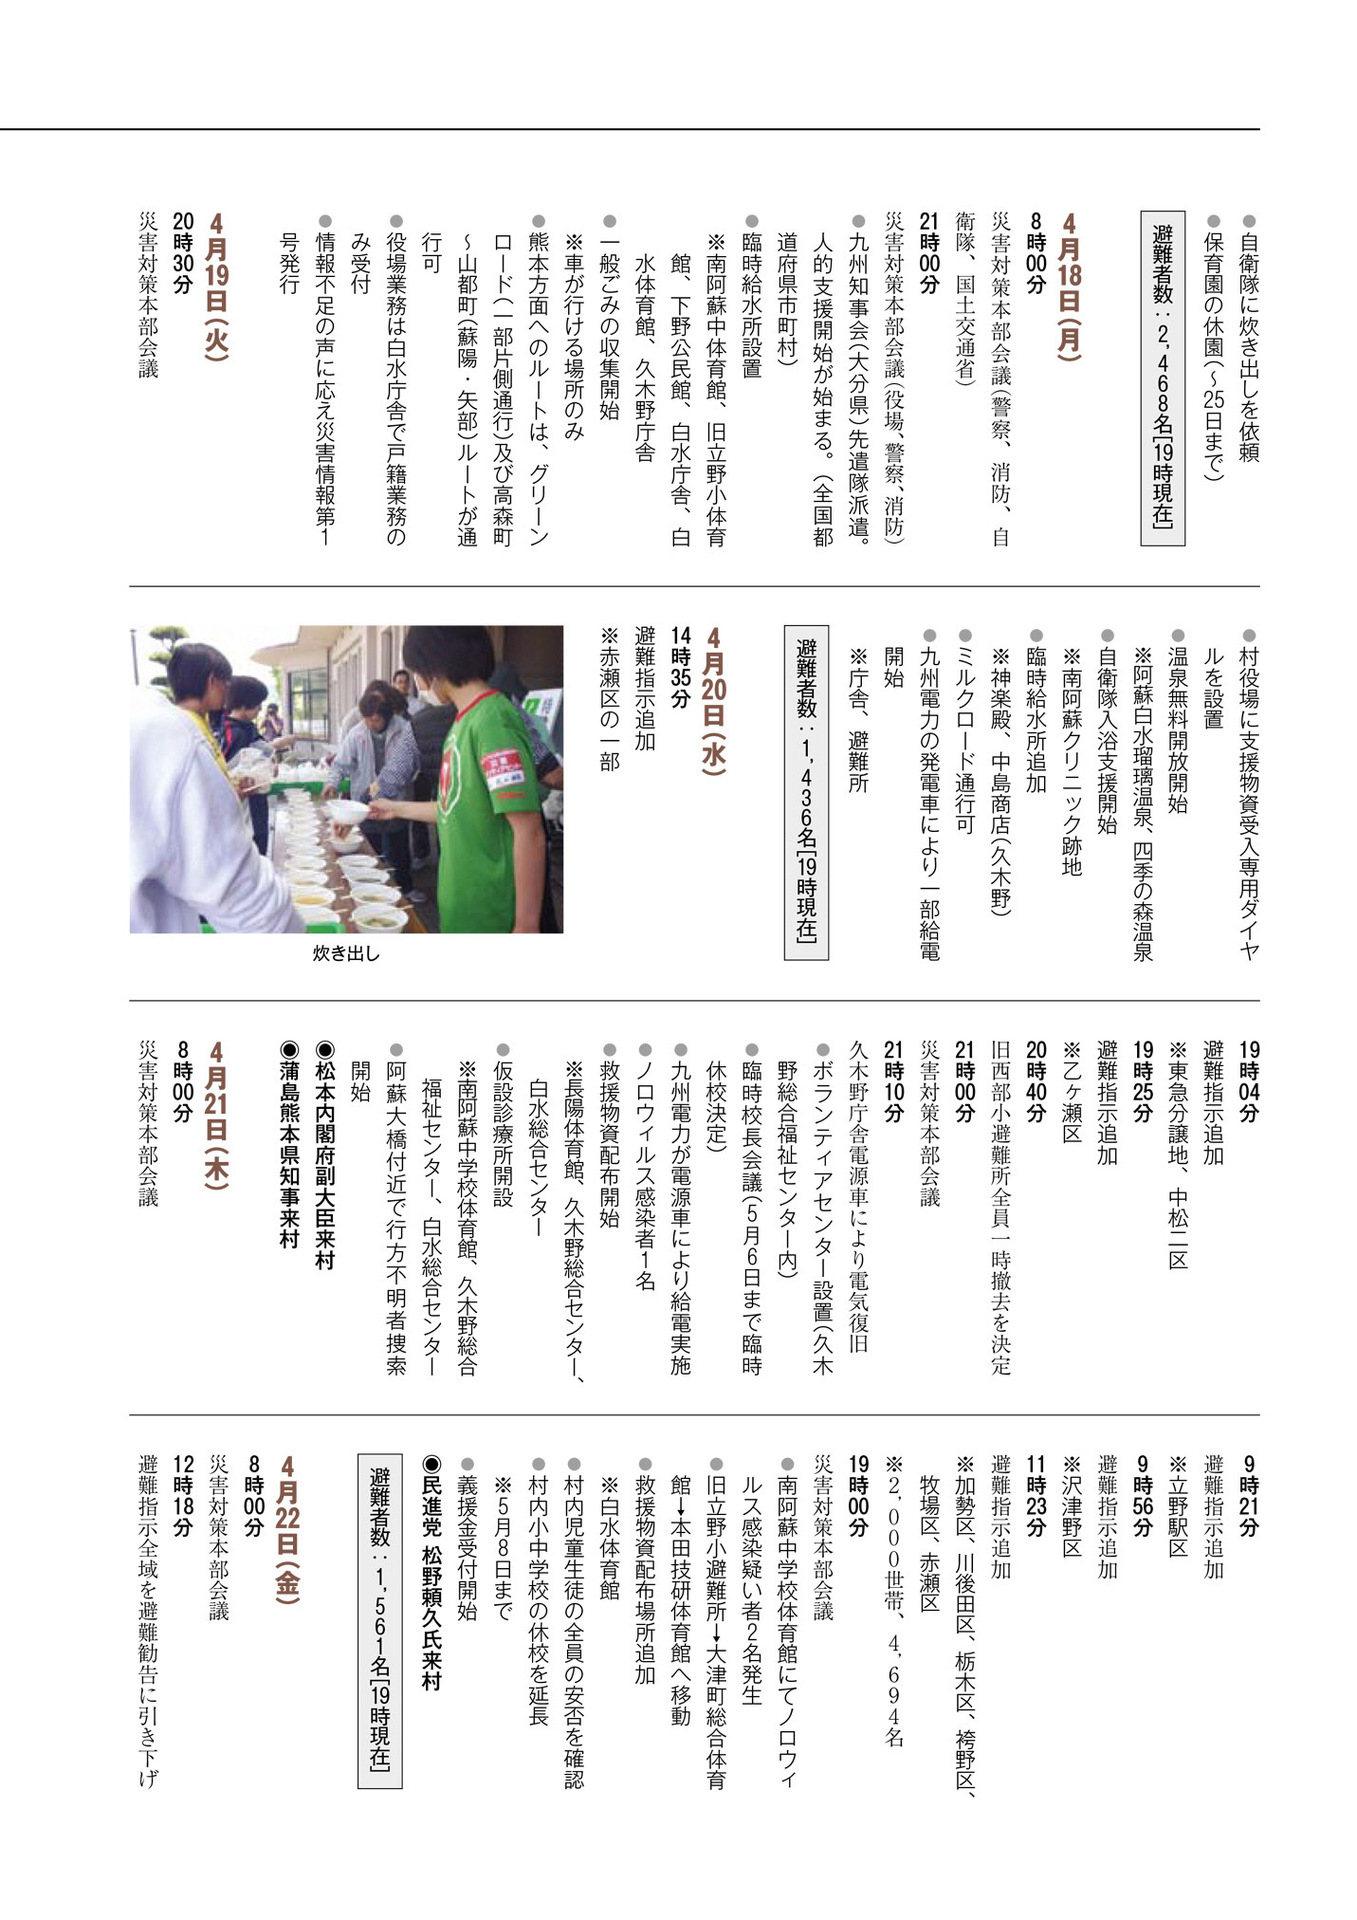 ●自衛隊に炊き出しを依頼
●保育園の休園(〜25日まで)
避難者数：2,468名[19時現在]
4月18日(月)
8時00分
災害対策本部会議(警察、消防、自
衛隊、国土交通省)
21時00分
災害対策本部会議(役場、警察、消防)
●九州知事会(大分県)先遣隊派遣。
人的支援開始が始まる。(全国都
道府県市町村)
●臨時給水所設置
※南阿蘇中体育館、旧立野小体育
館、下野公民館、白水庁舎、白
水体育館、久木野庁舎
●一般ごみの収集開始
※車が行ける場所のみ
●熊本方面へのルートは、グリーン
ロード(一部片側通行)及び高森町
〜山都町(蘇陽・矢部)ルートが通
行可
●役場業務は白水庁舎で戸籍業務の
み受付
●情報不足の声に応え災害情報第1
号発行
4月19日(火)
20時30分
災害対策本部会議
●村役場に支援物資受入専用ダイヤ
ルを設置
●温泉無料開放開始
※阿蘇白水瑠璃温泉、四季の森温泉
●自衛隊入浴支援開始
※南阿蘇クリニック跡地
●臨時給水所追加
※神楽殿、中島商店(久木野)
●ミルクロード通行可
●九州電力の発電車により一部給電
開始
※庁舎、避難所
避難者数：1,436名[19時現在]
4月20日(水)
14時35分
避難指示追加
※赤瀬区の一部
炊き出し
19時04分
避難指示追加
※東急分譲地、中松二区
19時25分
避難指示追加
※乙ヶ瀬区
20時40分
旧西部小避難所全員一時撤去を決定
21時00分
災害対策本部会議
21時10分
久木野庁舎電源車により電気復旧
●ボランティアセンター設置(久木
野総合福祉センター内)
●臨時校長会議(5月6日まで臨時
休校決定)
●九州電力が電源車により給電実施
●ノロウィルス感染者1名
●救援物資配布開始
※長陽体育館、久木野総合センター、
白水総合センター
●仮設診療所開設
※南阿蘇中学校体育館、久木野総合
福祉センター、白水総合センター
●阿蘇大橋付近で行方不明者捜索
開始
◉松本内閣府副大臣来村
◉蒲島熊本県知事来村
4月21日(木)
8時00分
災害対策本部会議
9時21分
避難指示追加
※立野駅区
9時56分
避難指示追加
※沢津野区
11時23分
避難指示追加
※加勢区、川後田区、栃木区、袴野区、
牧場区、赤瀬区
※2,000世帯、4,694名
19時00分
災害対策本部会議
●南阿蘇中学校体育館にてノロウィ
ルス感染疑い者2名発生
●旧立野小避難所→大津町総合体育
館→本田技研体育館へ移動
●救援物資配布場所追加
※白水体育館
●村内児童生徒の全員の安否を確認
●村内小中学校の休校を延長
※5月8日まで
●義援金受付開始
◉民進党 松野頼久氏来村
避難者数：1,561名[19時現在]
4月22日(金)
8時00分
災害対策本部会議
12時18分
避難指示全域を避難勧告に引き下げ